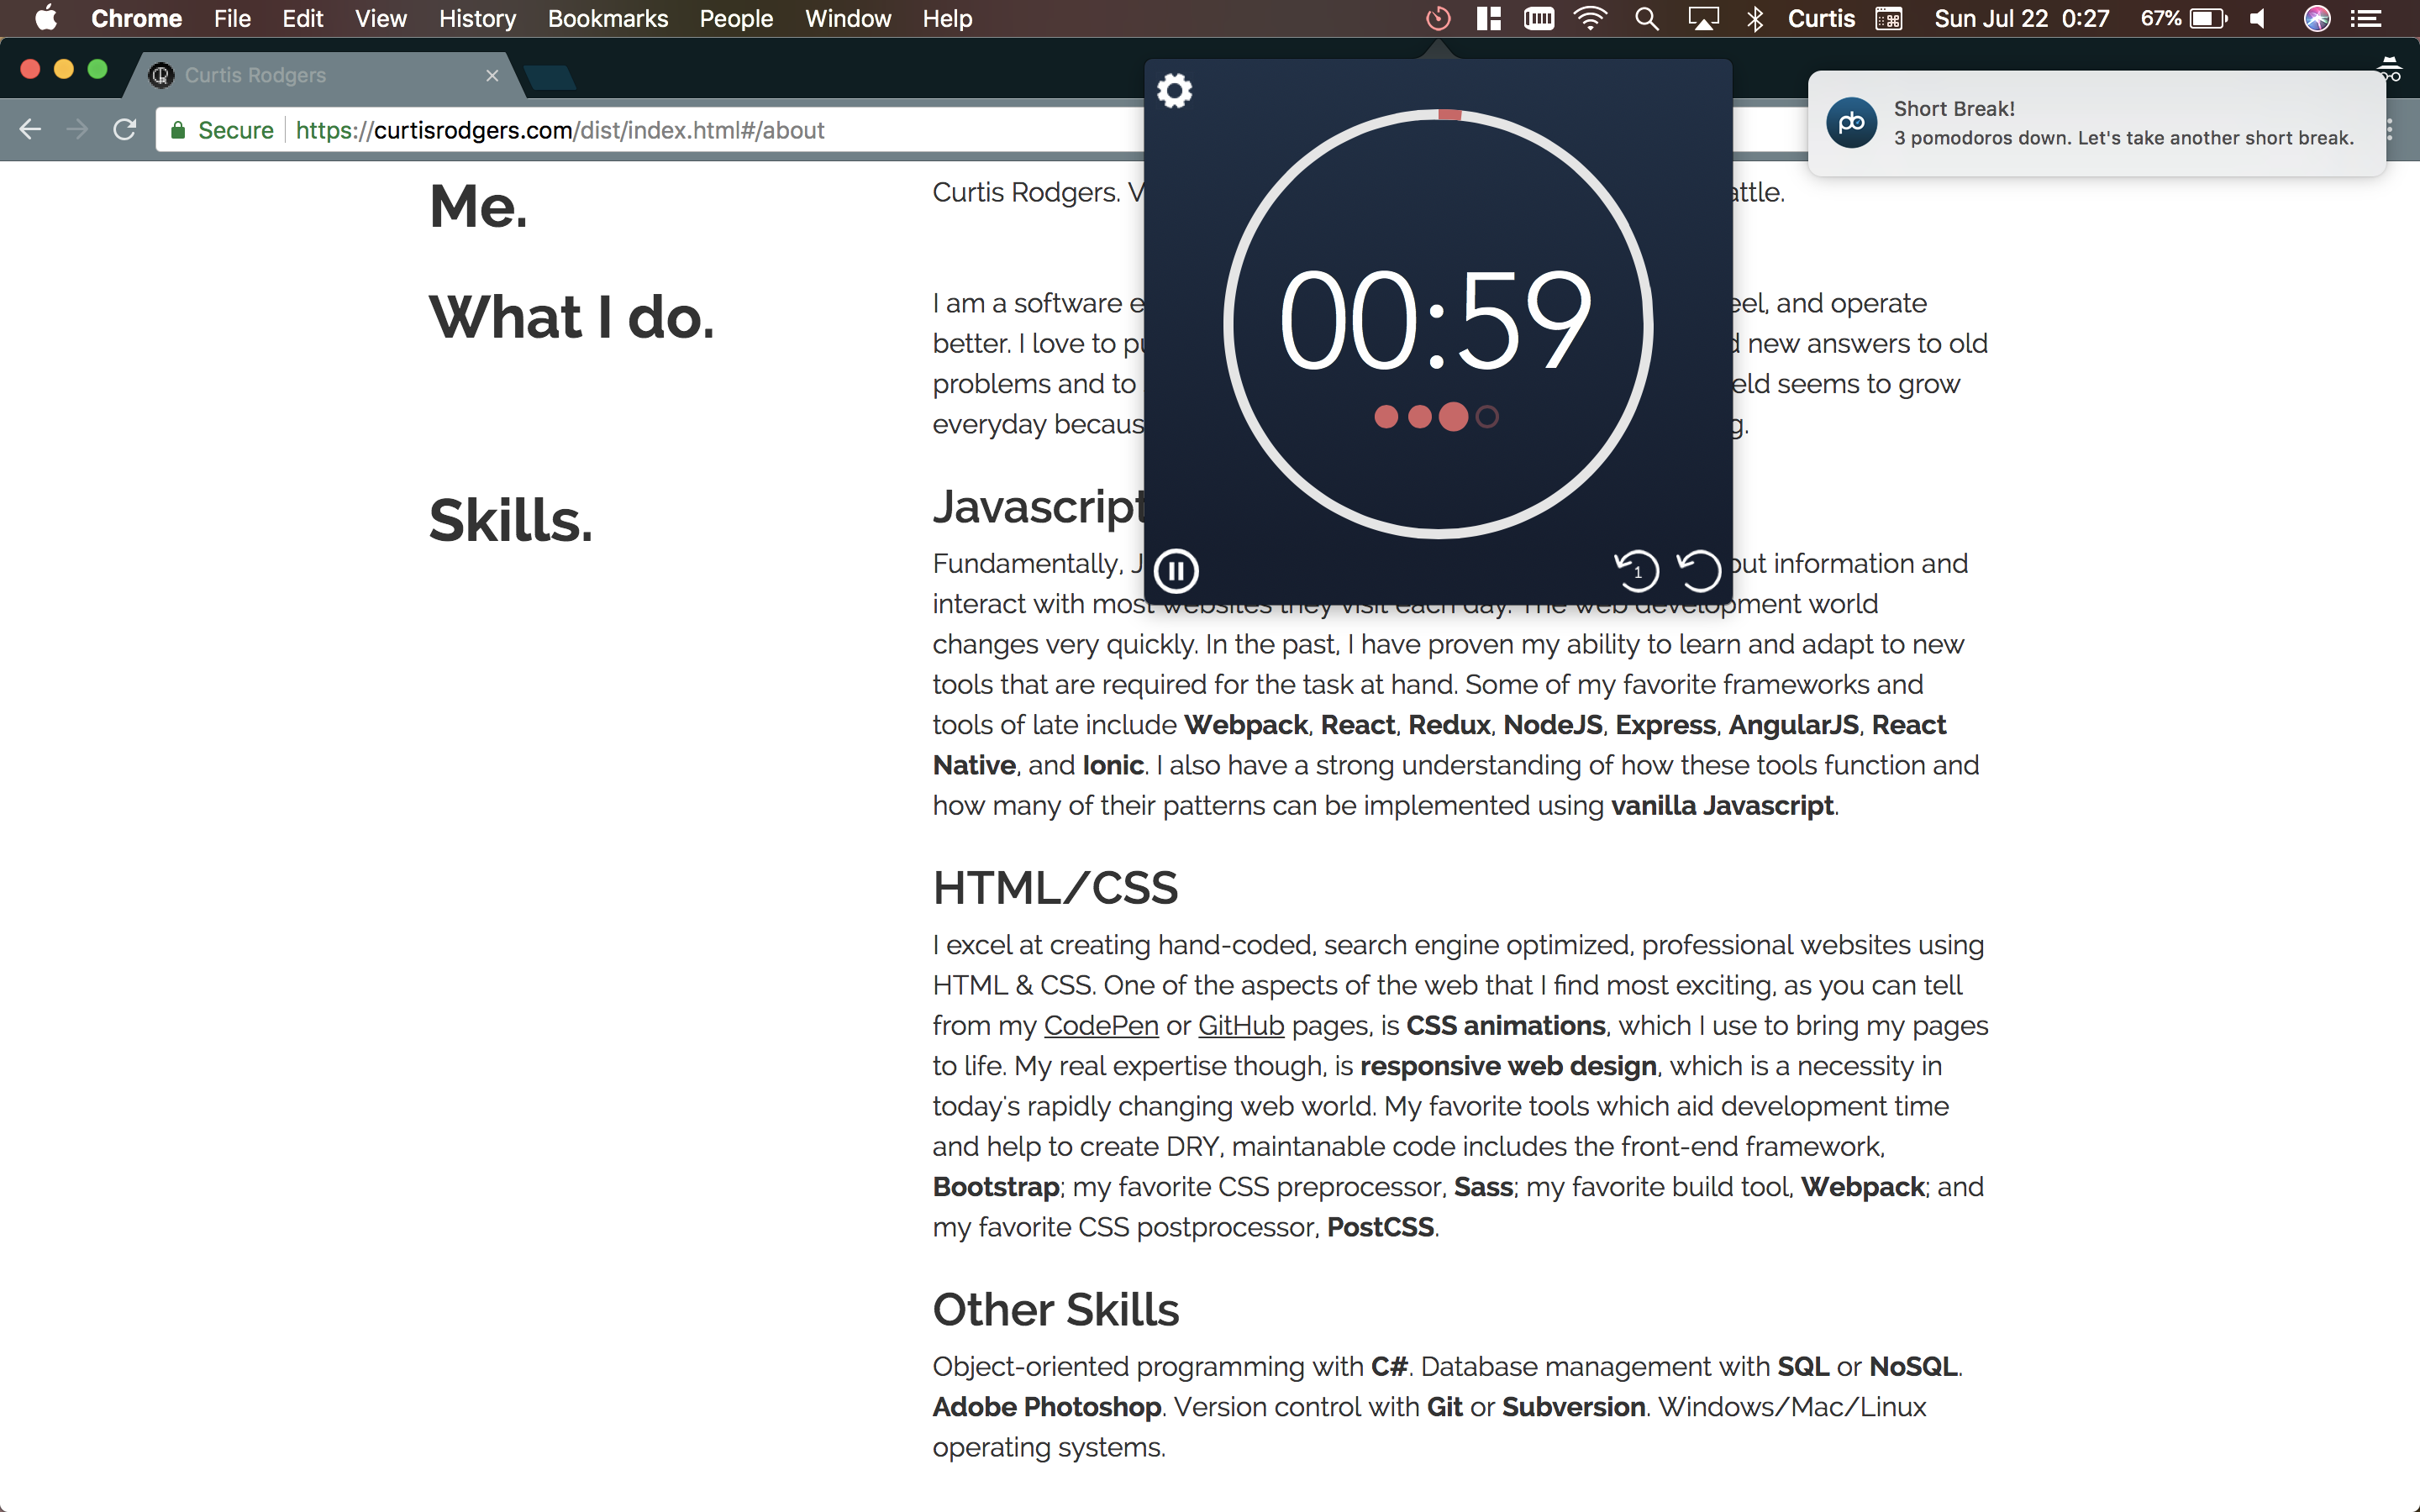 Chrome File Edit View History Bookmarks People Window Help Curtis Sun Jul 22 0:27 67%
Curtis Rodgers
Secure https://curtisrodgers.com/dist/index.html#/about
pb
Short Break!
3 pomodoros down. Let's take another short break.
00:59
1
Me.
Curtis Rodgers.
What I do.
I am a software and operate
better. I love to new answers to old
problems and to seems to grow
everyday
Skills.
Javascript
Fundamentally, information and
interact with most websites they visit each day. The web development world
changes very quickly. In the past, I have proven my ability to learn and adapt to new
tools that are required for the task at hand. Some of my favorite frameworks and
tools of late include Webpack, React, Redux, NodeJS, Express, AngularJS, React
Native, and Ionic. I also have a strong understanding of how these tools function and
how many of their patterns can be implemented using vanilla Javascript.
HTML/CSS
I excel at creating hand-coded, search engine optimized, professional websites using
HTML & CSS. One of the aspects of the web that I find most exciting, as you can tell
from my CodePen or GitHub pages, is CSS animations, which I use to bring my pages
to life. My real expertise though, is responsive web design, which is a necessity in
today's rapidly changing web world. My favorite tools which aid development time
and help to create DRY, maintanable code includes the front-end framework,
Bootstrap; my favorite CSS preprocessor, Sass; my favorite build tool, Webpack; and
my favorite CSS postprocessor, PostCSS.
Other Skills
Object-oriented programming with C#. Database management with SQL or NoSQL.
Adobe Photoshop. Version control with Git or Subversion. Windows/Mac/Linux
operating systems.